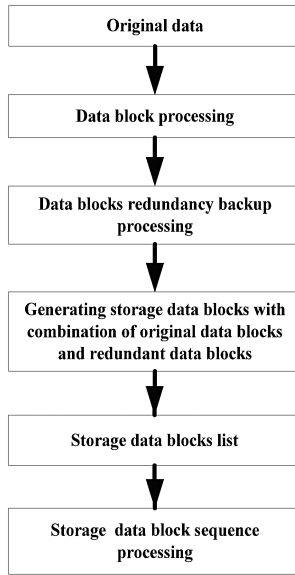 Original data
Data block processing
Data blocks redundancy backup
processing
Generating storage data blocks with
combination of original data blocks
and redundant data blocks
Storage data blocks list
Storage data block sequence
processing